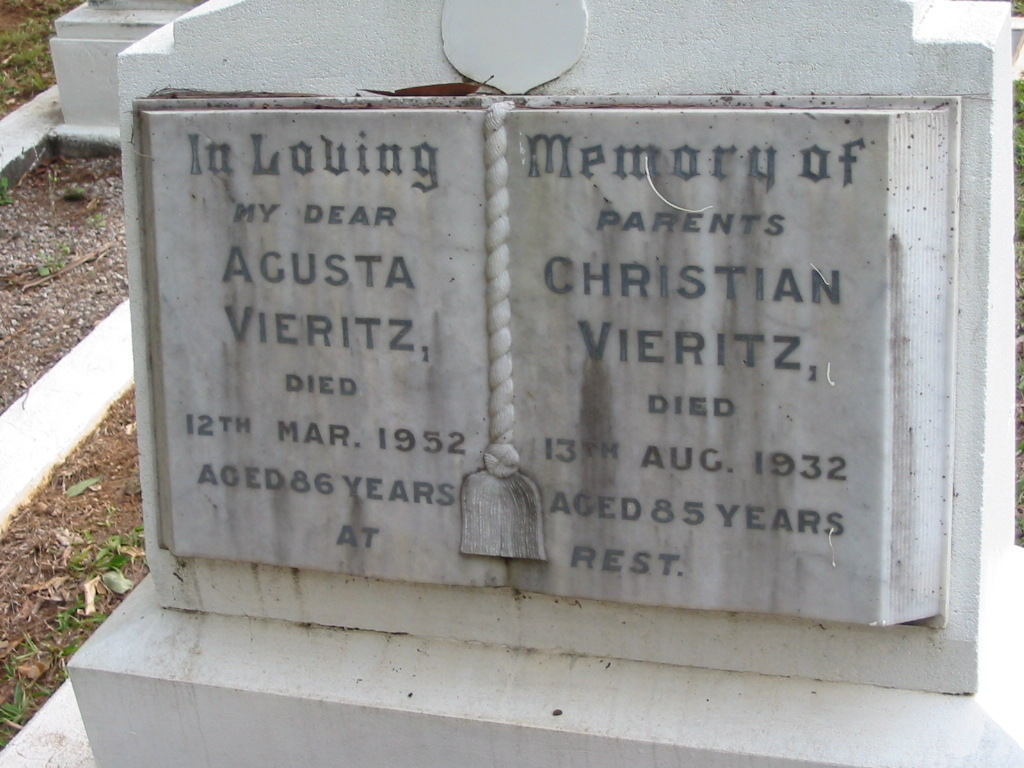 In Loving Memory of
MY DEAR PARENTS
AGUSTA
VIERITZ,
DIED
12TH MAR. 1952
AGED 86 YEARS
CHRISTIAN
VIERITZ,
DIED
13TH AUG. 1932
AGED 85 YEARS
AT REST.